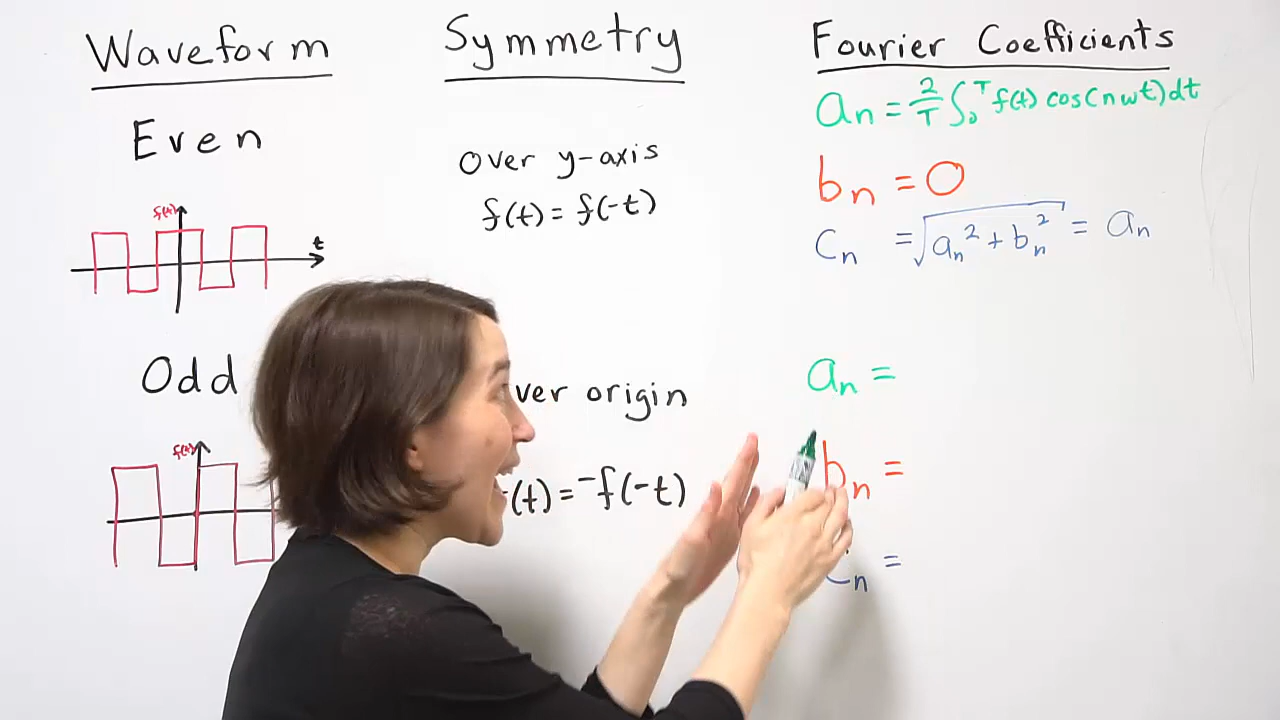 Waveform
Symmetry
Fourier Coefficients
Even
Over y-axis
f(t) = f(-t)
aₙ = 2/T ∫₀ᵀ f(t) cos(nωt)dt
bₙ = 0
cₙ = √(aₙ² + bₙ²) = aₙ
f(t)
t
Odd
ver origin
(t) = -f(-t)
aₙ =
bₙ =
cₙ =
f(t)